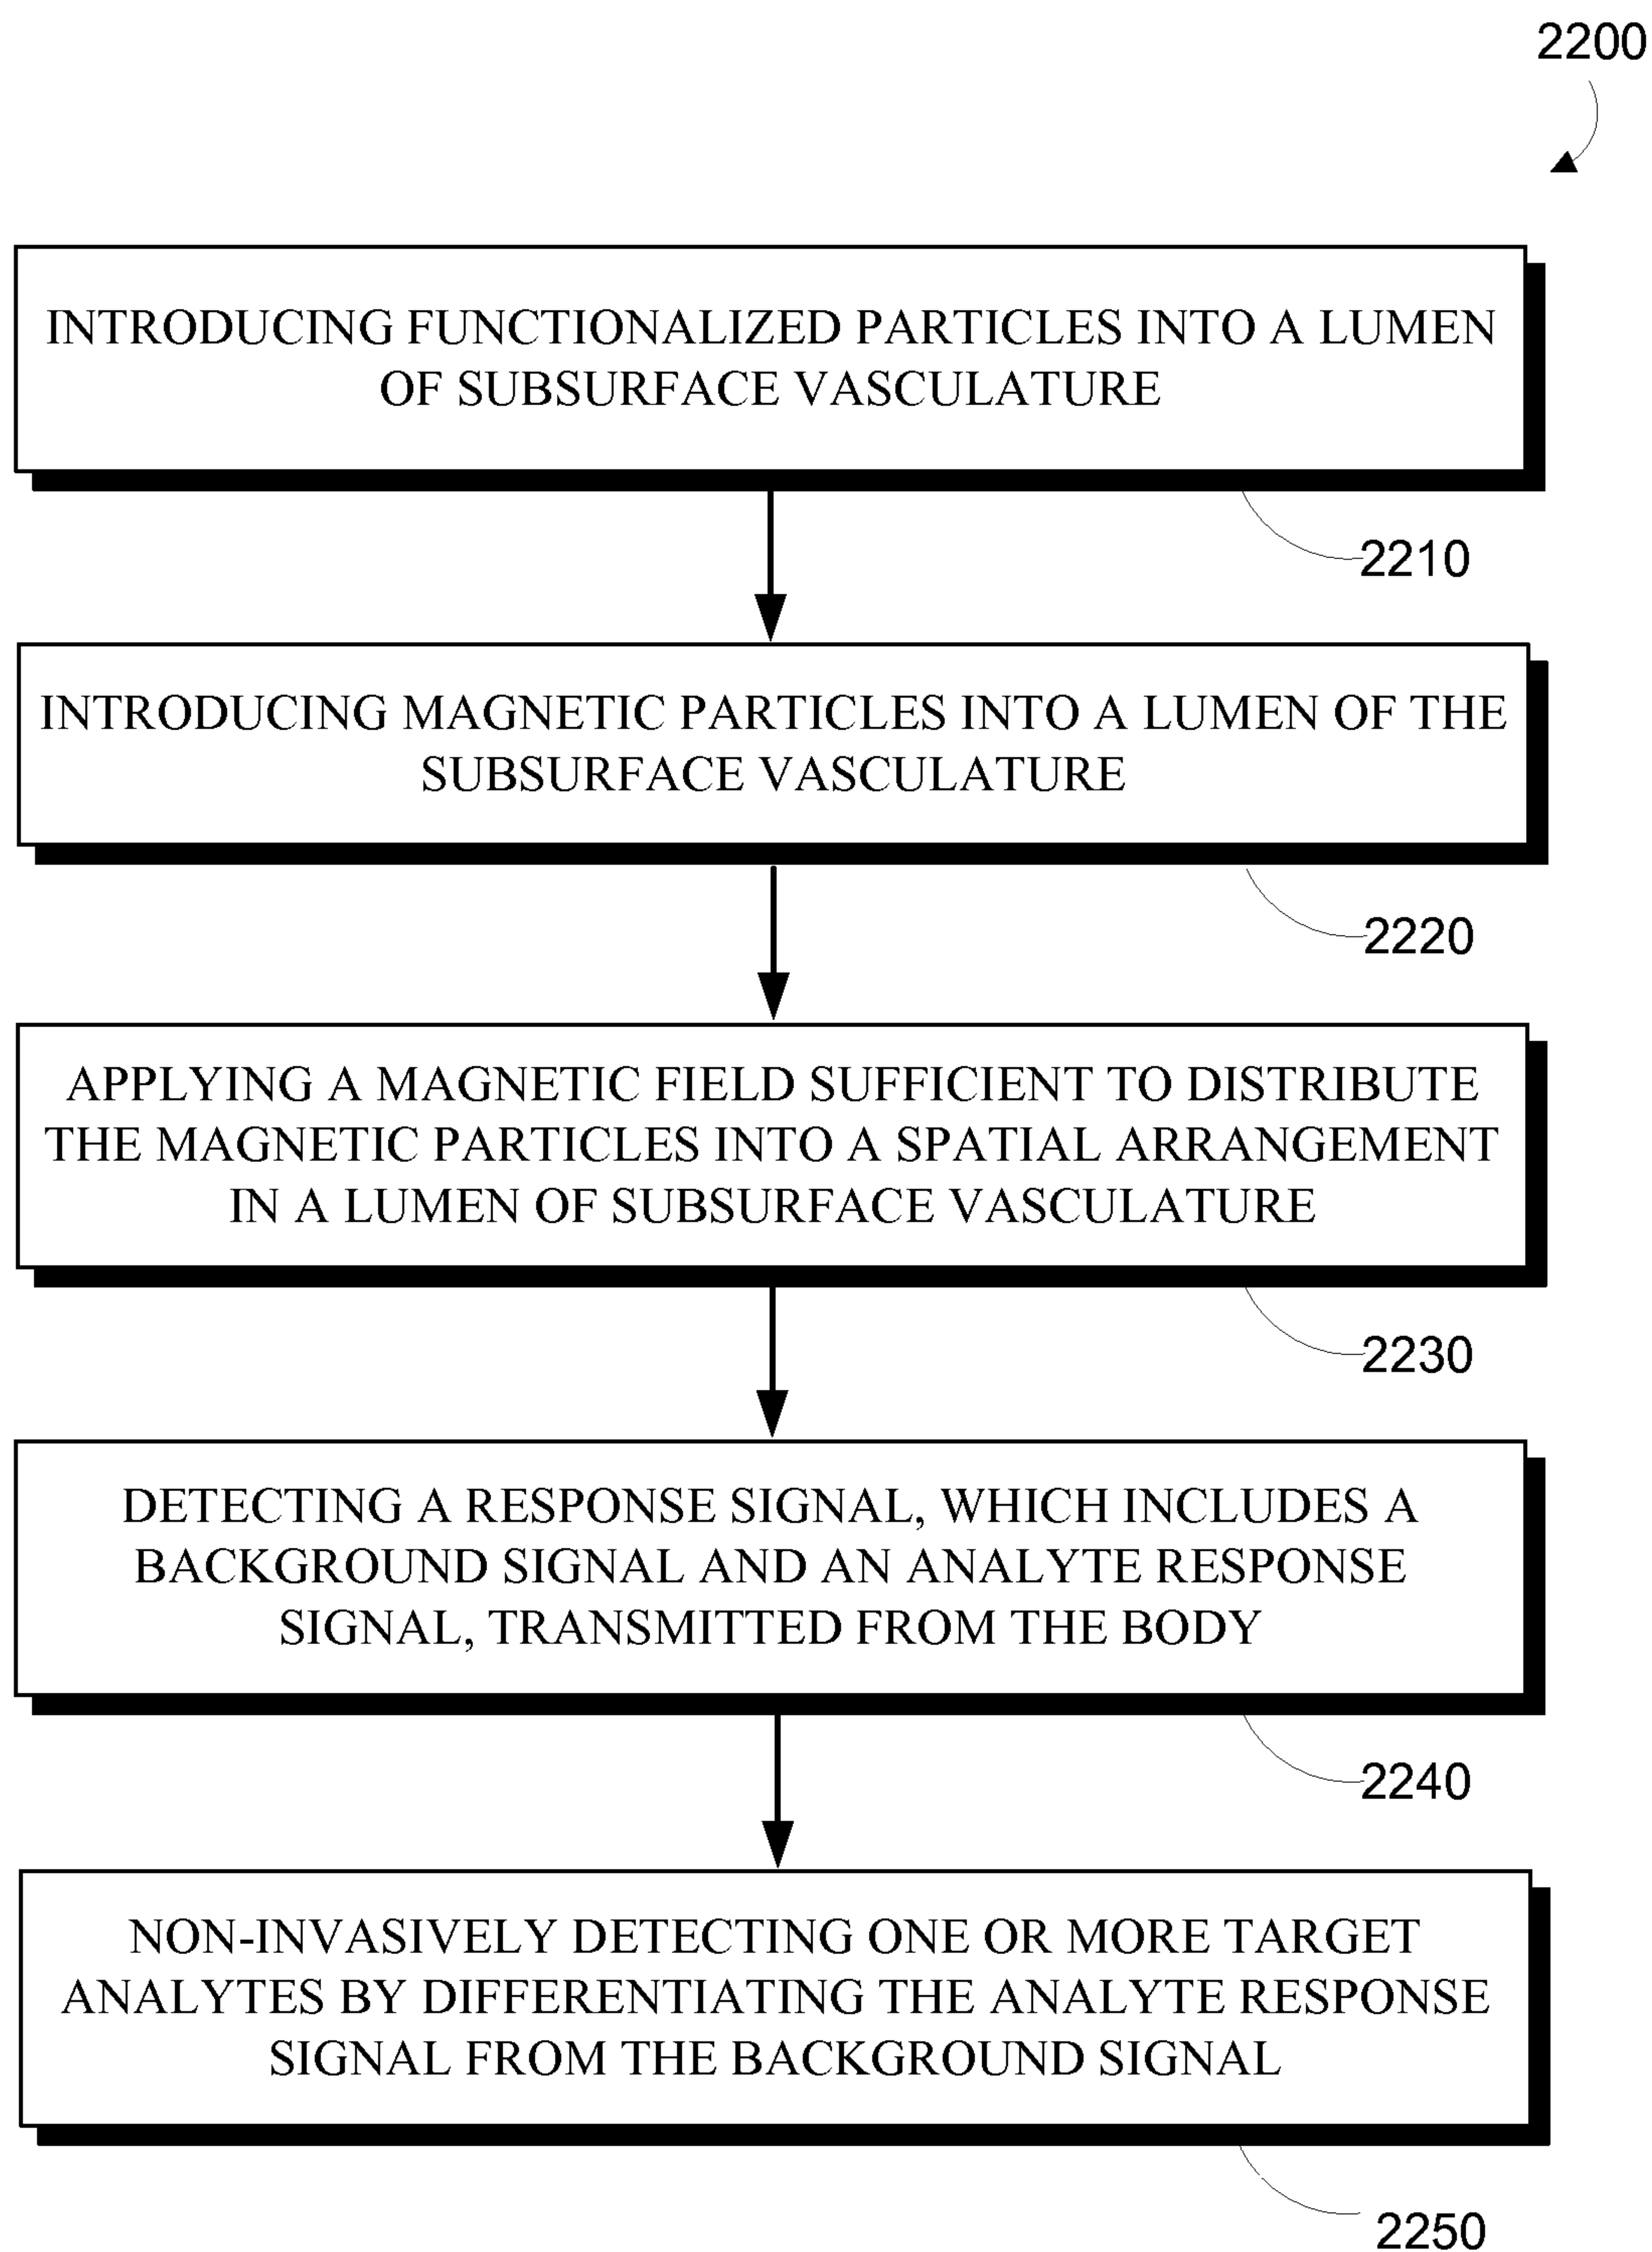 2200
INTRODUCING FUNCTIONALIZED PARTICLES INTO A LUMEN
OF SUBSURFACE VASCULATURE
2210
INTRODUCING MAGNETIC PARTICLES INTO A LUMEN OF THE
SUBSURFACE VASCULATURE
2220
APPLYING A MAGNETIC FIELD SUFFICIENT TO DISTRIBUTE
THE MAGNETIC PARTICLES INTO A SPATIAL ARRANGEMENT
IN A LUMEN OF SUBSURFACE VASCULATURE
2230
DETECTING A RESPONSE SIGNAL, WHICH INCLUDES A
BACKGROUND SIGNAL AND AN ANALYTE RESPONSE
SIGNAL, TRANSMITTED FROM THE BODY
2240
NON-INVASIVELY DETECTING ONE OR MORE TARGET
ANALYTES BY DIFFERENTIATING THE ANALYTE RESPONSE
SIGNAL FROM THE BACKGROUND SIGNAL
2250